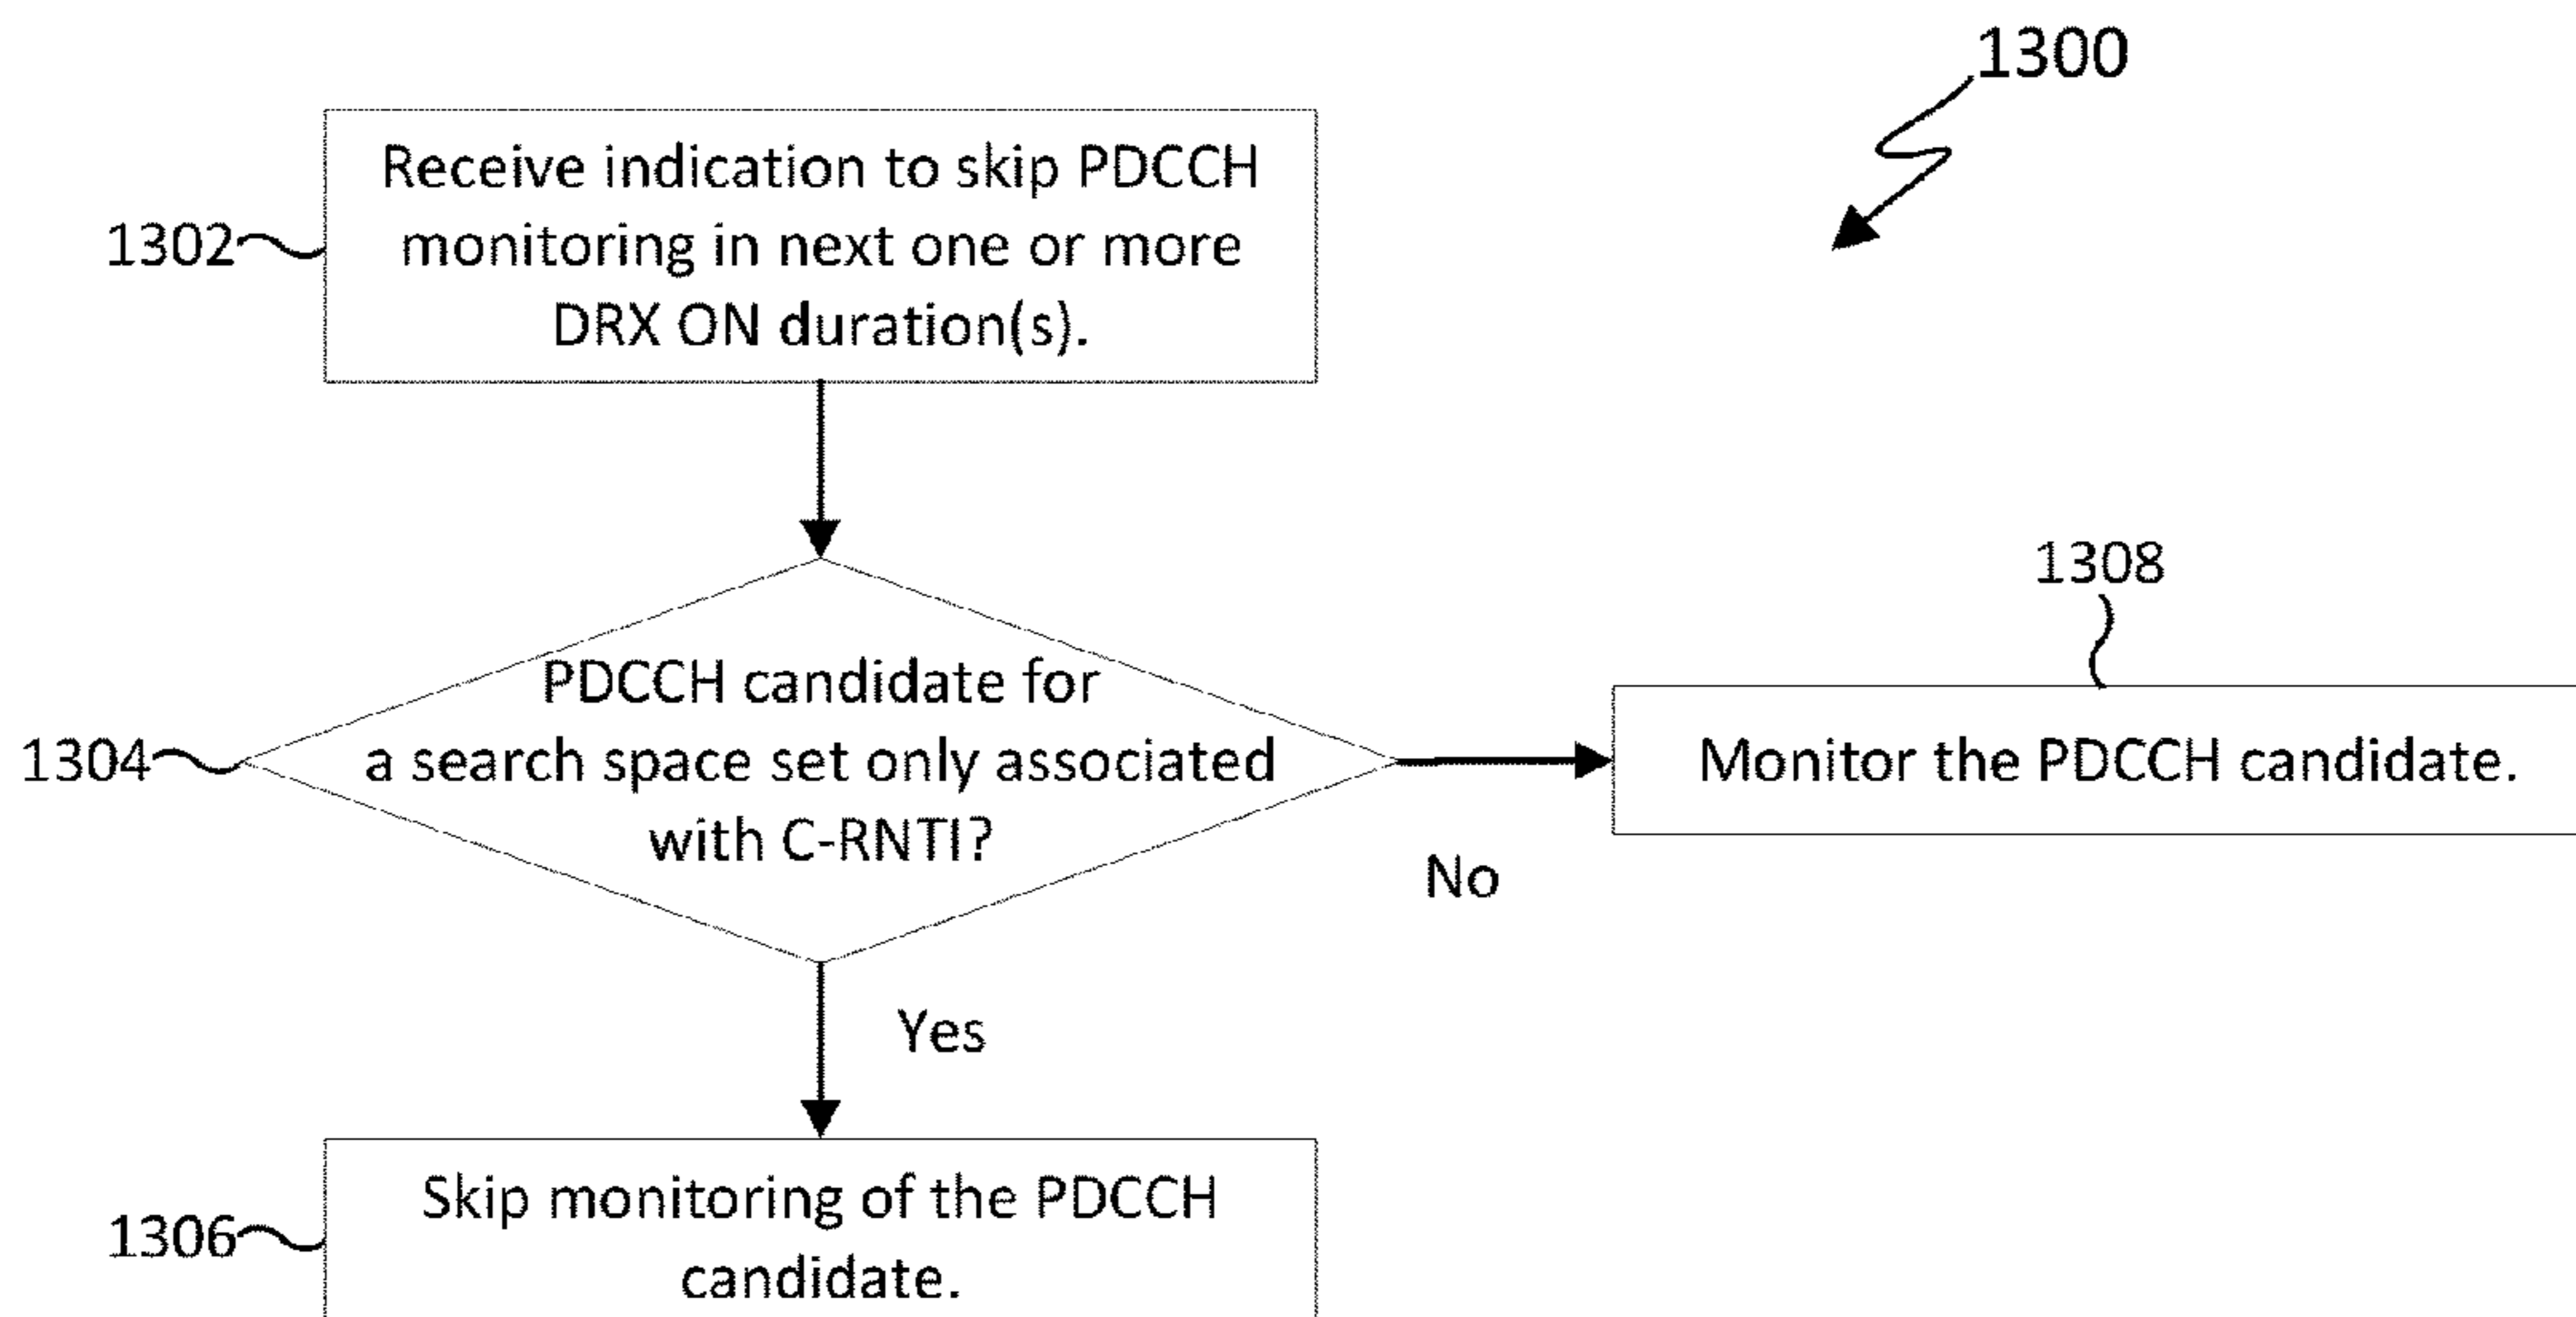 1300
1302
Receive indication to skip PDCCH
monitoring in next one or more
DRX ON duration(s).
1304
PDCCH candidate for
a search space set only associated
with C-RNTI?
No
1308
Monitor the PDCCH candidate.
Yes
1306
Skip monitoring of the PDCCH
candidate.